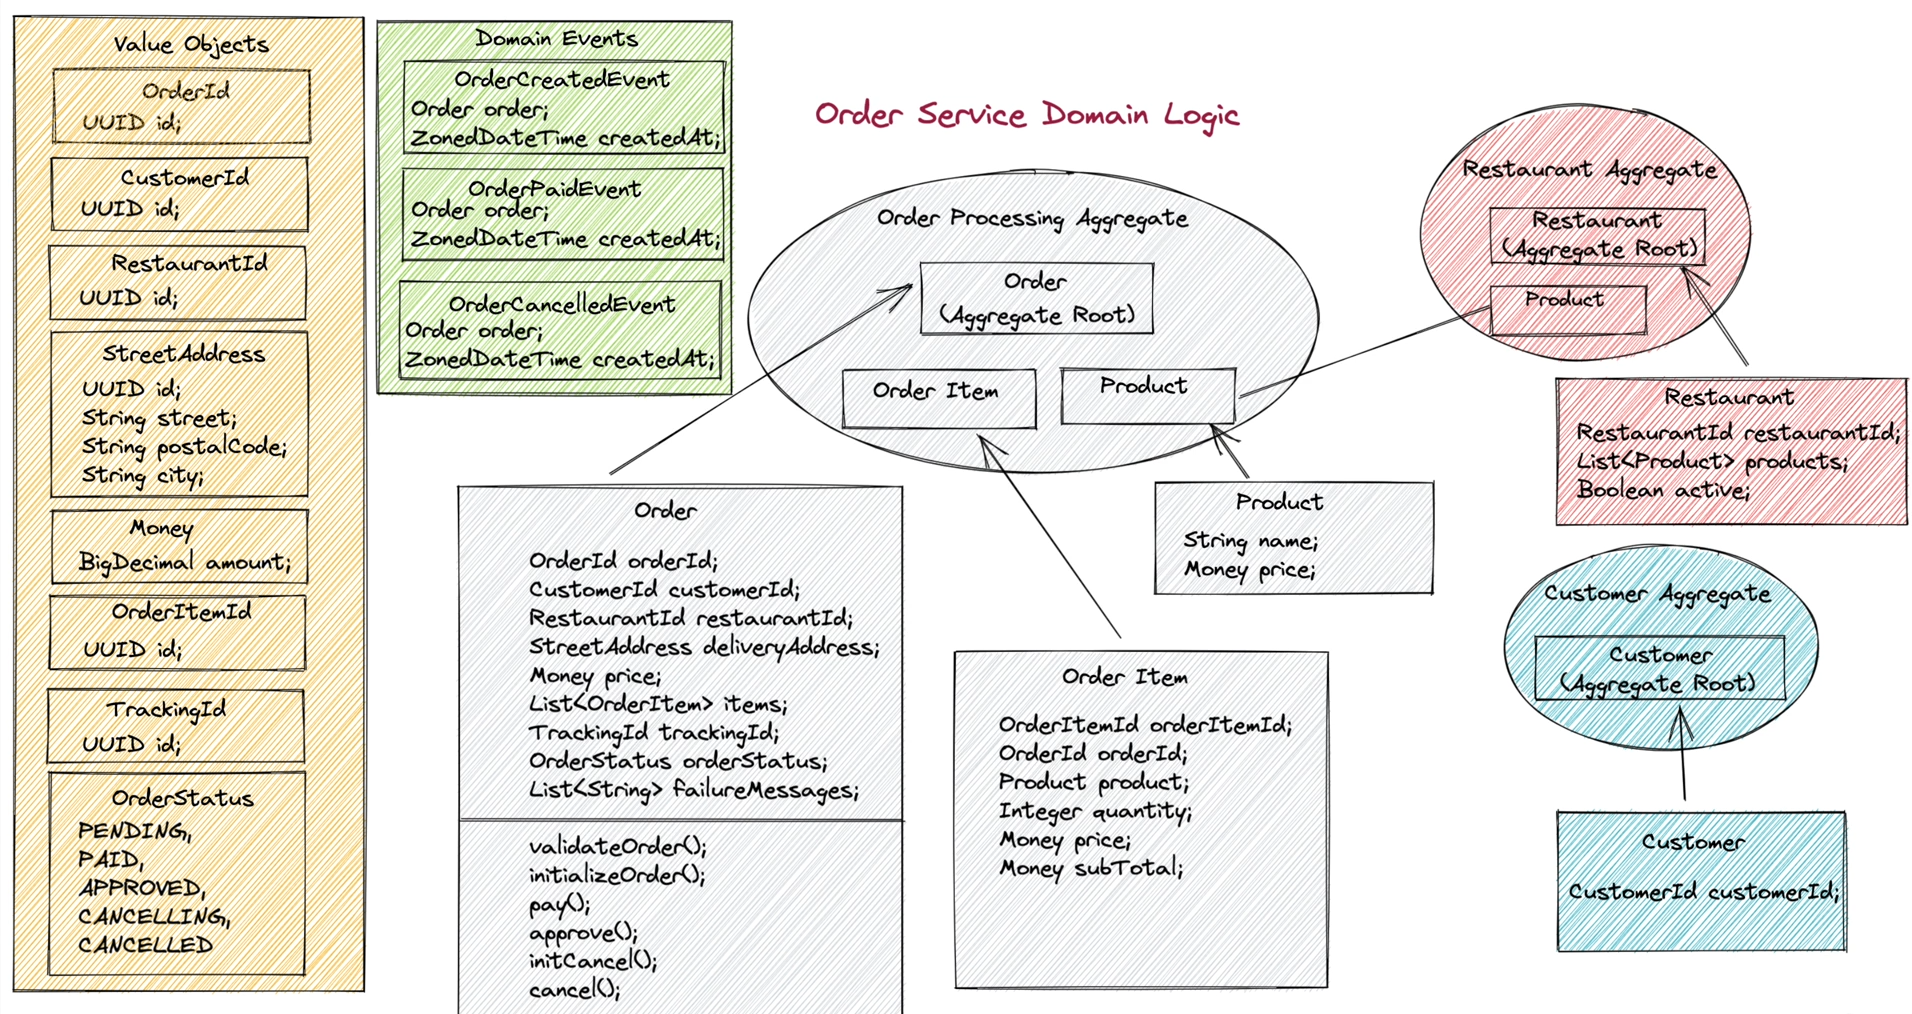 Value Objects
OrderId
UUID id;
CustomerId
UUID id;
RestaurantId
UUID id;
StreetAddress
UUID id;
String street;
String postalCode;
String city;
Money
BigDecimal amount;
OrderItemId
UUID id;
TrackingId
UUID id;
OrderStatus
PENDING,
PAID,
APPROVED,
CANCELLING,
CANCELLED
Domain Events
OrderCreatedEvent
Order order;
ZonedDateTime createdAt;
OrderPaidEvent
Order order;
ZonedDateTime createdAt;
OrderCancelledEvent
Order order;
ZonedDateTime createdAt;
Order Service Domain Logic
Order Processing Aggregate
Order
(Aggregate Root)
Order Item
Product
Restaurant Aggregate
Restaurant
(Aggregate Root)
Product
Order
OrderId orderId;
CustomerId customerId;
RestaurantId restaurantId;
StreetAddress deliveryAddress;
Money price;
List<OrderItem> items;
TrackingId trackingId;
OrderStatus orderStatus;
List<String> failureMessages;
validateOrder();
initializeOrder();
pay();
approve();
initCancel();
cancel();
Order Item
OrderItemId orderItemId;
OrderId orderId;
Product product;
Integer quantity;
Money price;
Money subTotal;
Product
String name;
Money price;
Restaurant
RestaurantId restaurantId;
List<Product> products;
Boolean active;
Customer Aggregate
Customer
(Aggregate Root)
Customer
CustomerId customerId;